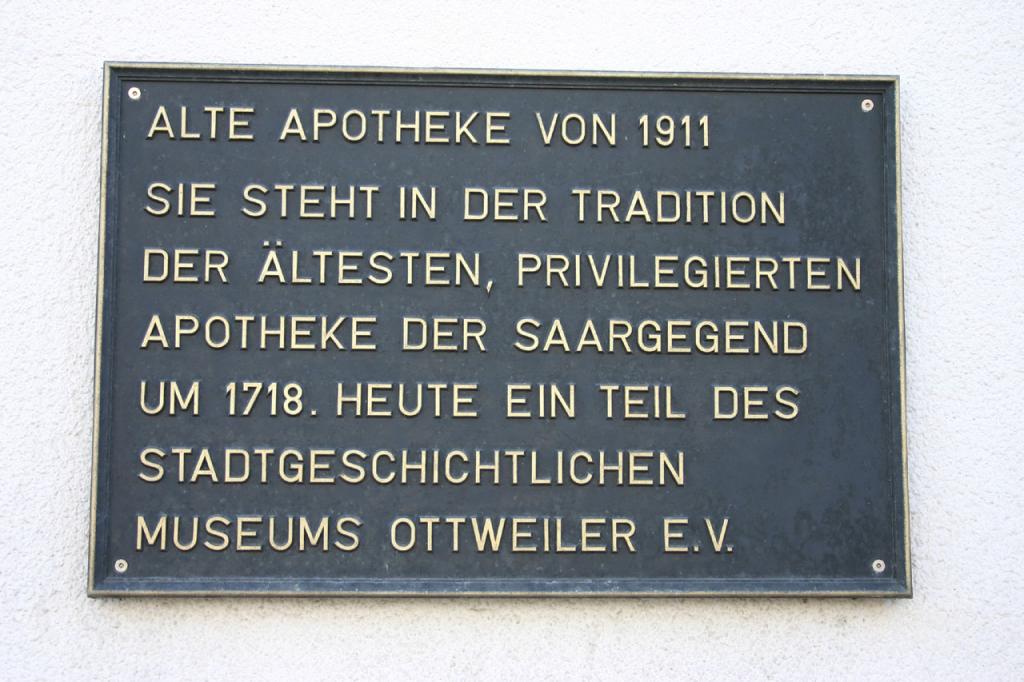 ALTE APOTHEKE VON 1911
SIE STEHT IN DER TRADITION
DER ÄLTESTEN, PRIVILEGIERTEN
APOTHEKE DER SAARGEGEND
UM 1718. HEUTE EIN TEIL DES
STADTGESCHICHTLICHEN
MUSEUMS OTTWEILER E.V.